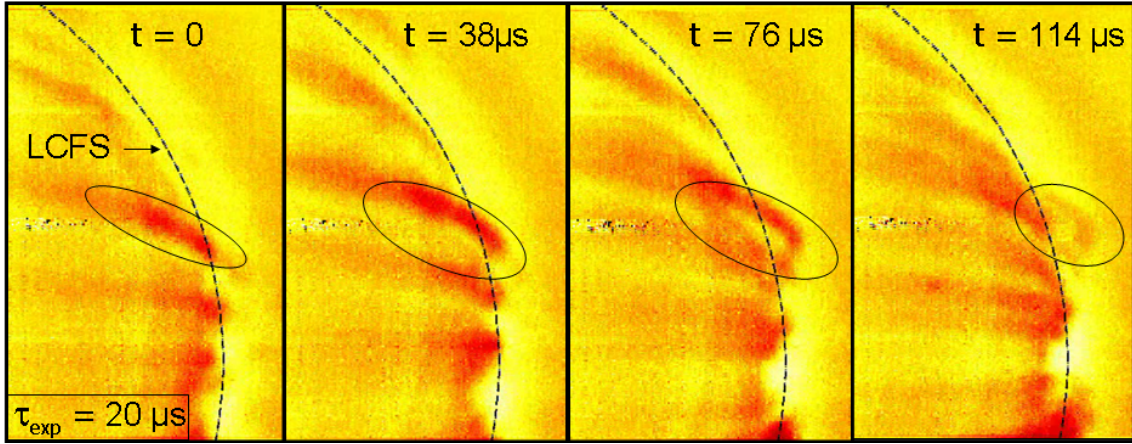 t = 0
t = 38μs
t = 76 μs
t = 114 μs
LCFS
τexp = 20 μs